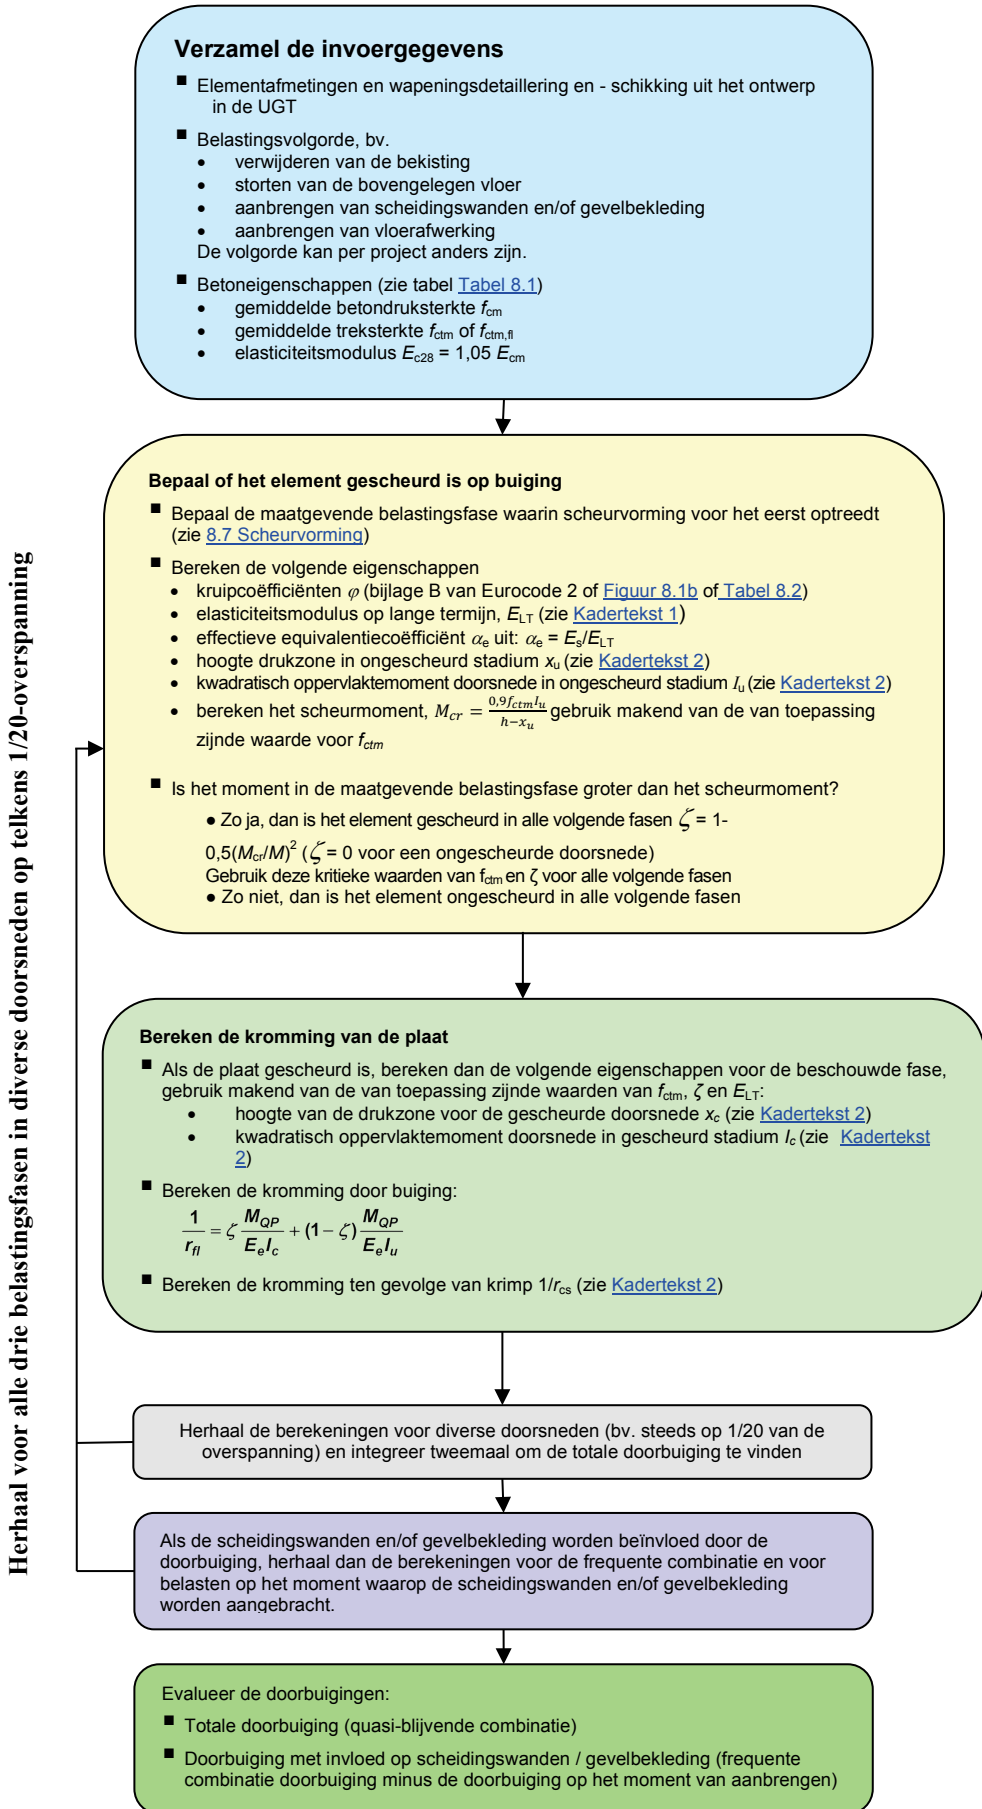 Verzamel de invoergegevens
▪ Elementafmetingen en wapeningsdetaillering en - schikking uit het ontwerp
in de UGT
▪ Belastingsvolgorde, bv.
• verwijderen van de bekisting
• storten van de bovengelegen vloer
• aanbrengen van scheidingswanden en/of gevelbekleding
• aanbrengen van vloerafwerking
De volgorde kan per project anders zijn.
▪ Betoneigenschappen (zie tabel Tabel 8.1)
• gemiddelde betondruksterkte fcm
• gemiddelde treksterkte fctm of fctm,fl
• elasticiteitsmodulus Ec28 = 1,05 Ecm
Herhaal voor alle drie belastingsfasen in diverse doorsneden op telkens 1/20-overspanning
Bepaal of het element gescheurd is op buiging
▪ Bepaal de maatgevende belastingsfase waarin scheurvorming voor het eerst optreedt
(zie 8.7 Scheurvorming)
▪ Bereken de volgende eigenschappen
• kruipcoëfficiënten φ (bijlage B van Eurocode 2 of Figuur 8.1b of Tabel 8.2)
• elasticiteitsmodulus op lange termijn, ELT (zie Kadertekst 1)
• effectieve equivalentiecoëfficiënt αe uit: αe = Es/ELT
• hoogte drukzone in ongescheurd stadium xu (zie Kadertekst 2)
• kwadratisch oppervlaktemoment doorsnede in ongescheurd stadium Iu (zie Kadertekst 2)
• bereken het scheurmoment, Mcr = 0,9fctmIu / h−xu gebruik makend van de van toepassing
zijnde waarde voor fctm
▪ Is het moment in de maatgevende belastingsfase groter dan het scheurmoment?
● Zo ja, dan is het element gescheurd in alle volgende fasen ζ = 1-
0,5(Mcr/M)² (ζ = 0 voor een ongescheurde doorsnede)
Gebruik deze kritieke waarden van fctm en ζ voor alle volgende fasen
● Zo niet, dan is het element ongescheurd in alle volgende fasen
Bereken de kromming van de plaat
▪ Als de plaat gescheurd is, bereken dan de volgende eigenschappen voor de beschouwde fase,
gebruik makend van de van toepassing zijnde waarden van fctm, ζ en ELT:
• hoogte van de drukzone voor de gescheurde doorsnede xc (zie Kadertekst 2)
• kwadratisch oppervlaktemoment doorsnede in gescheurd stadium Ic (zie Kadertekst
2)
▪ Bereken de kromming door buiging:
1/rfl = ζ MQP/EeIc + (1 − ζ) MQP/EeIu
▪ Bereken de kromming ten gevolge van krimp 1/rcs (zie Kadertekst 2)
Herhaal de berekeningen voor diverse doorsneden (bv. steeds op 1/20 van de
overspanning) en integreer tweemaal om de totale doorbuiging te vinden
Als de scheidingswanden en/of gevelbekleding worden beïnvloed door de
doorbuiging, herhaal dan de berekeningen voor de frequente combinatie en voor
belasten op het moment waarop de scheidingswanden en/of gevelbekleding
worden aangebracht.
Evalueer de doorbuigingen:
▪ Totale doorbuiging (quasi-blijvende combinatie)
▪ Doorbuiging met invloed op scheidingswanden / gevelbekleding (frequente
combinatie doorbuiging minus de doorbuiging op het moment van aanbrengen)